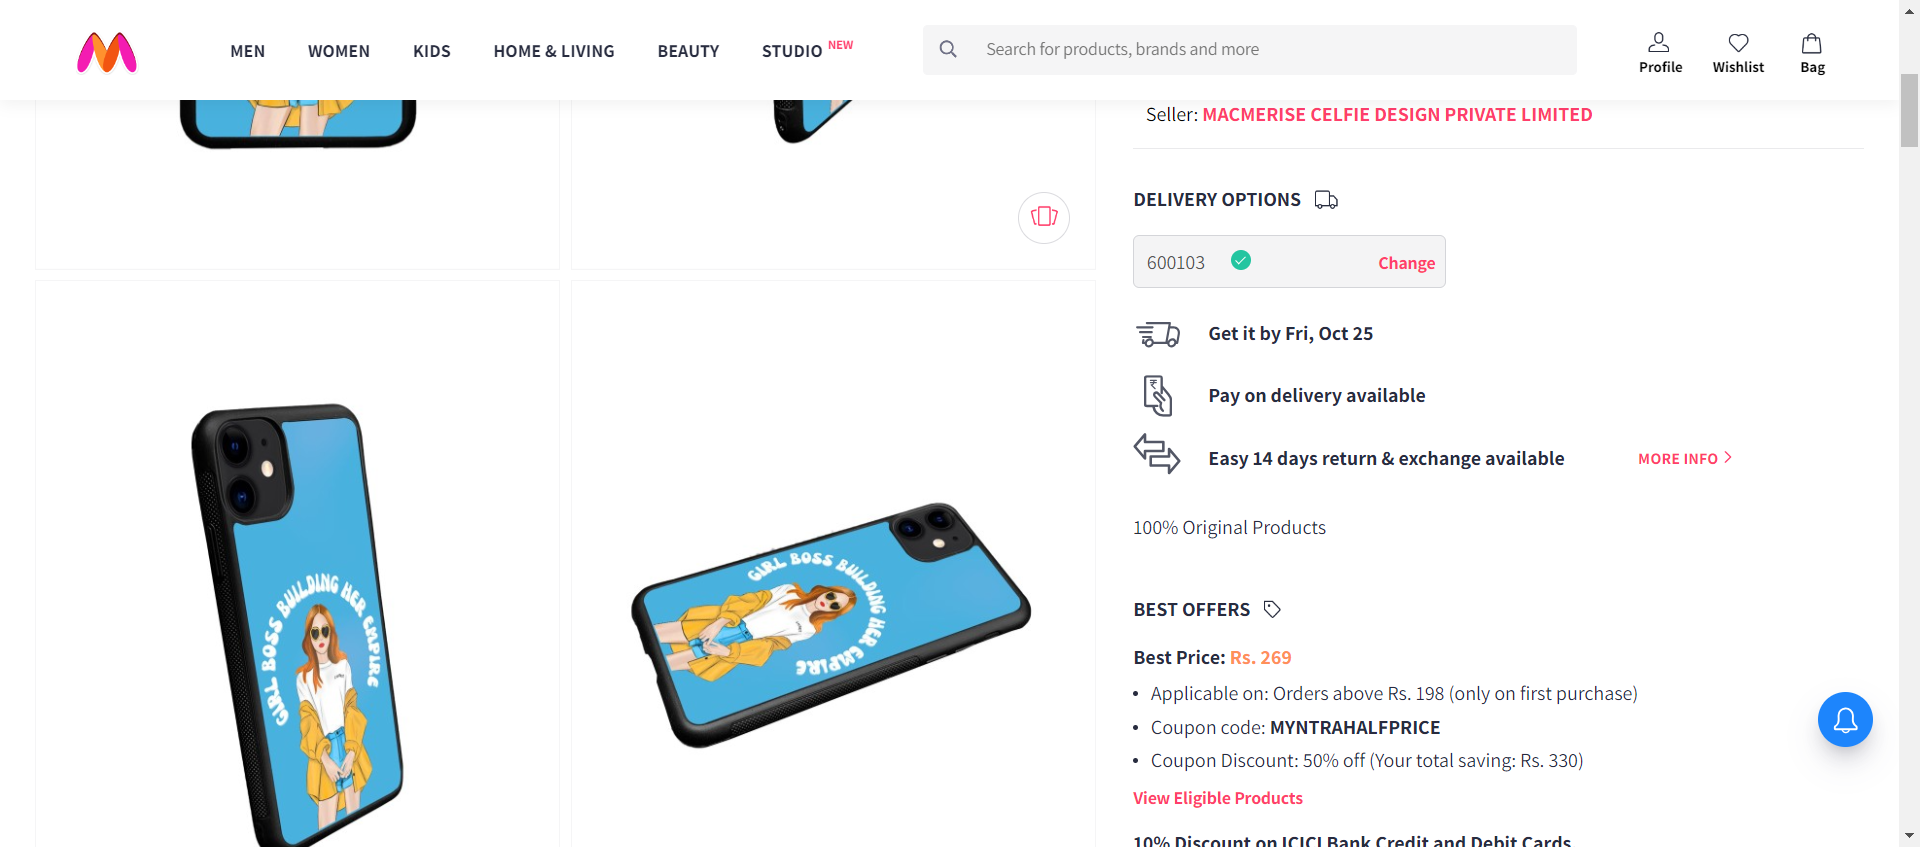 MEN
WOMEN
KIDS
HOME & LIVING
BEAUTY
STUDIO NEW
Search for products, brands and more
Profile
Wishlist
Bag
Seller: MACMERISE CELFIE DESIGN PRIVATE LIMITED
DELIVERY OPTIONS
600103
Change
Get it by Fri, Oct 25
Pay on delivery available
Easy 14 days return & exchange available
MORE INFO
100% Original Products
BEST OFFERS
Best Price: Rs. 269
• Applicable on: Orders above Rs. 198 (only on first purchase)
• Coupon code: MYNTRAHALFPRICE
• Coupon Discount: 50% off (Your total saving: Rs. 330)
View Eligible Products
10% Discount on ICICI Bank Credit and Debit Cards
GIRL BOSS BUILDING HER EMPIRE
GIRL BOSS BUILDING HER EMPIRE